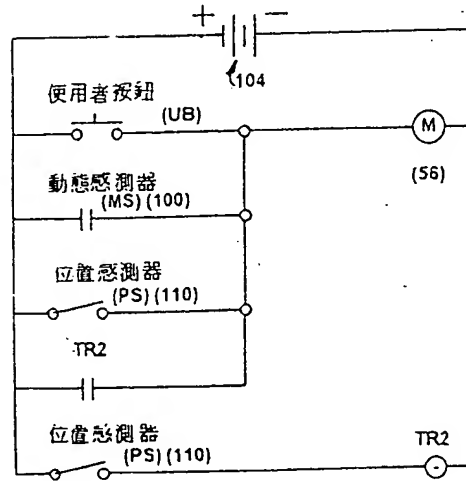 + −
104
使用者按鈕
(UB)
M
(56)
動態感測器
(MS) (100)
位置感測器
(PS) (110)
TR2
位置感測器
(PS) (110)
TR2